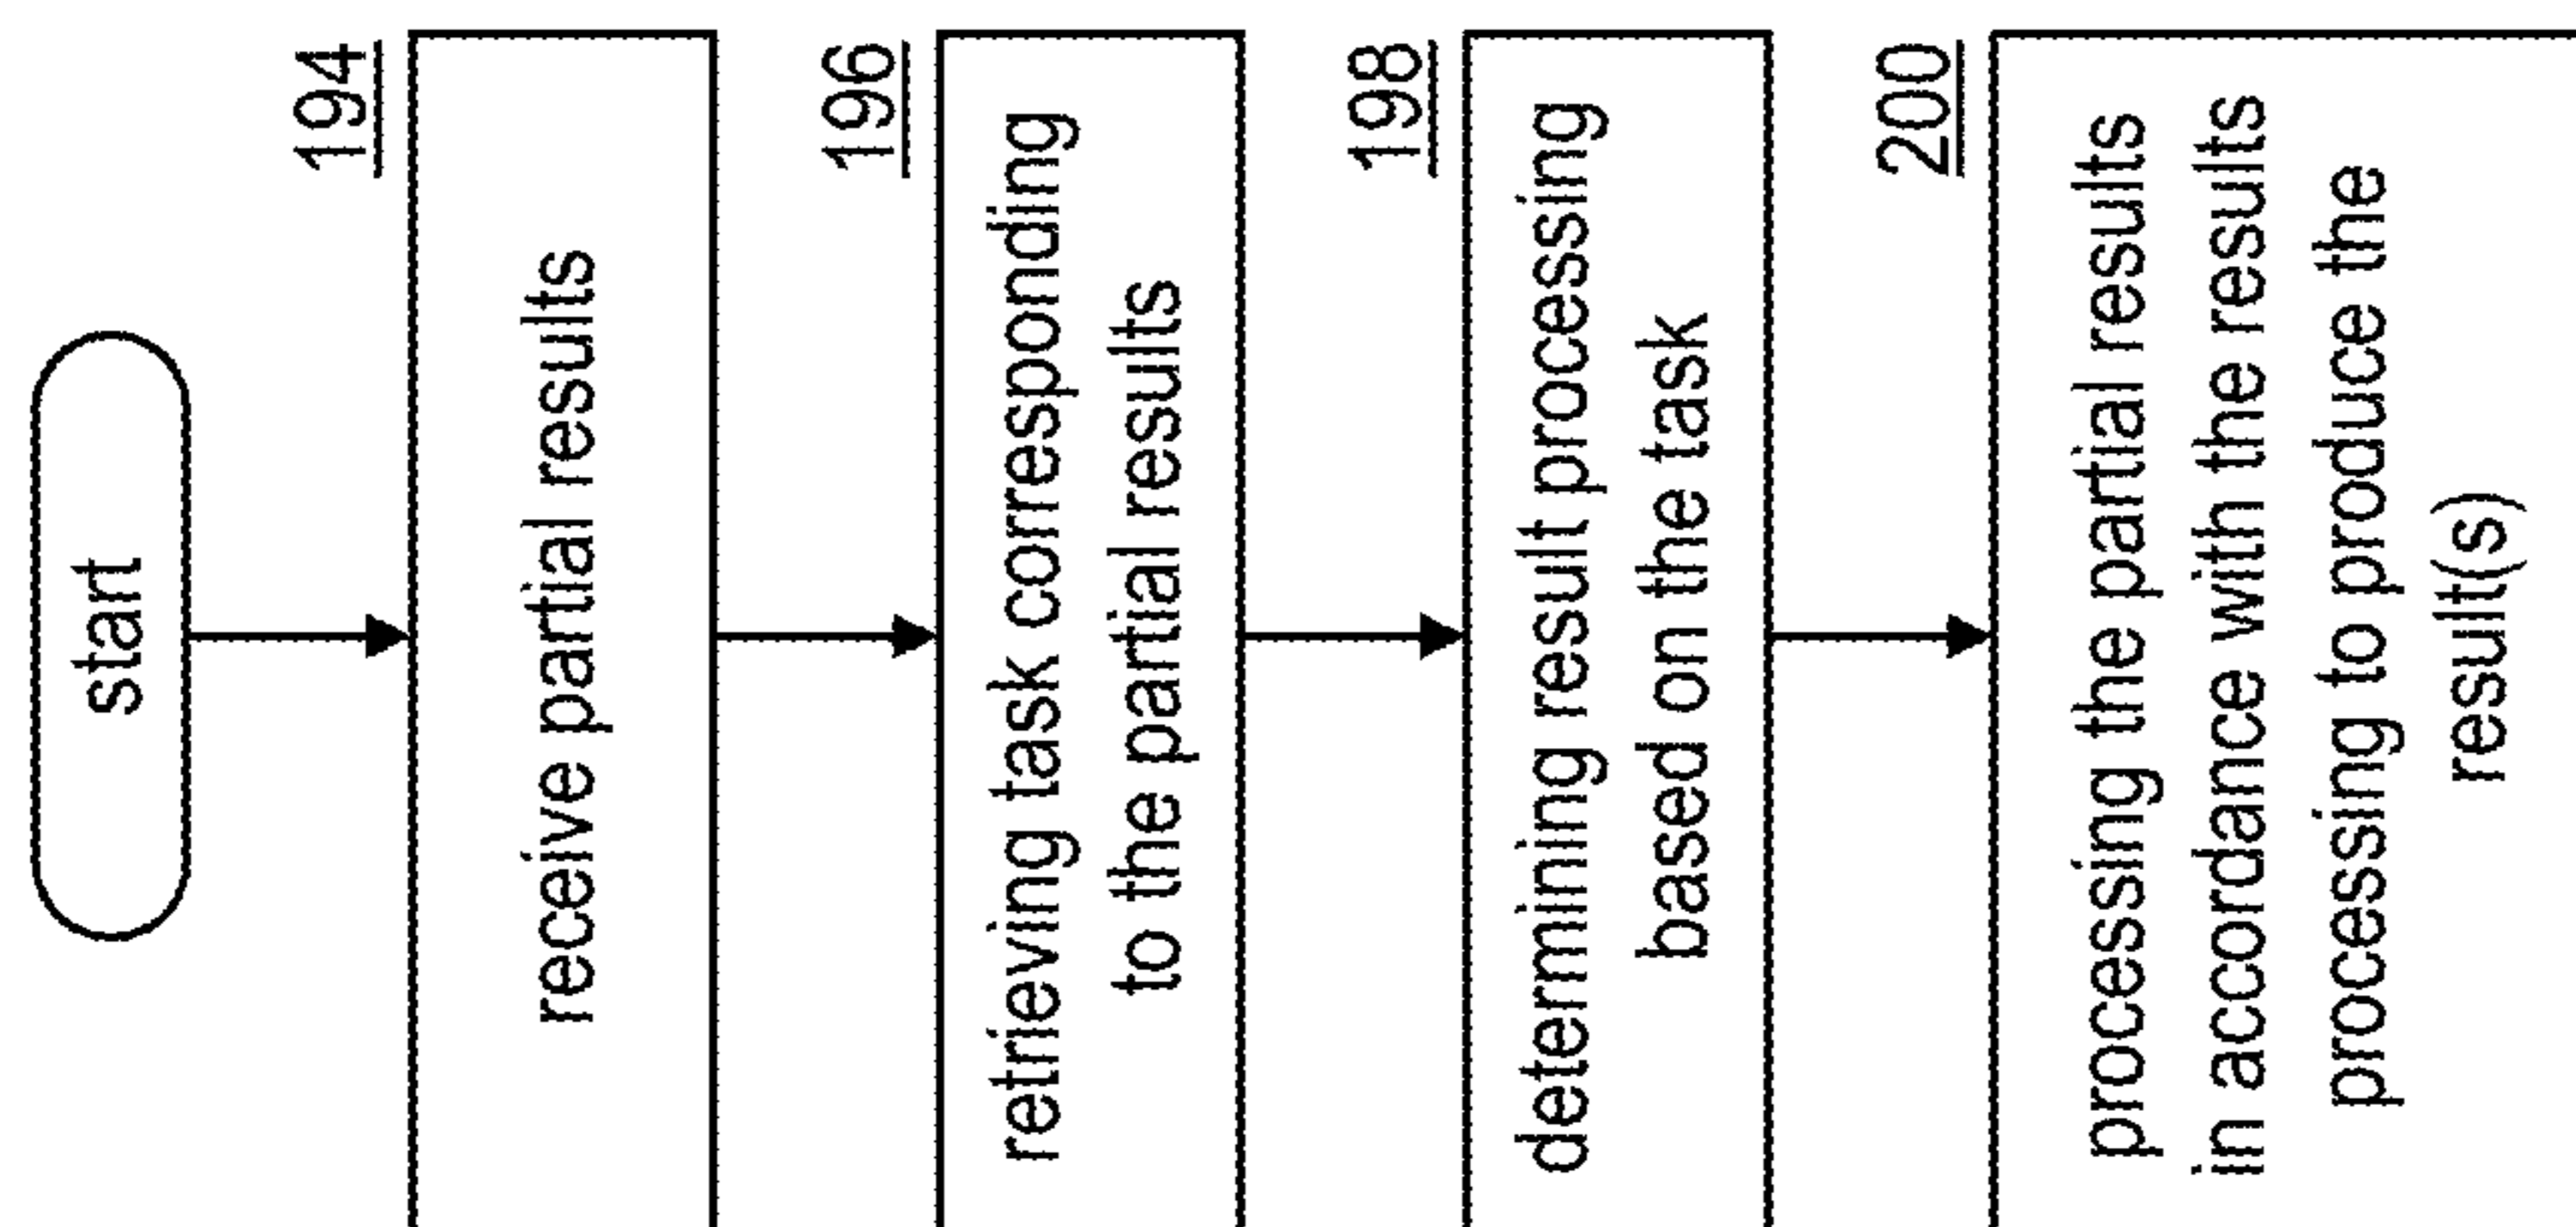 start
194
receive partial results
196
retrieving task corresponding
to the partial results
198
determining result processing
based on the task
200
processing the partial results
in accordance with the results
processing to produce the
result(s)